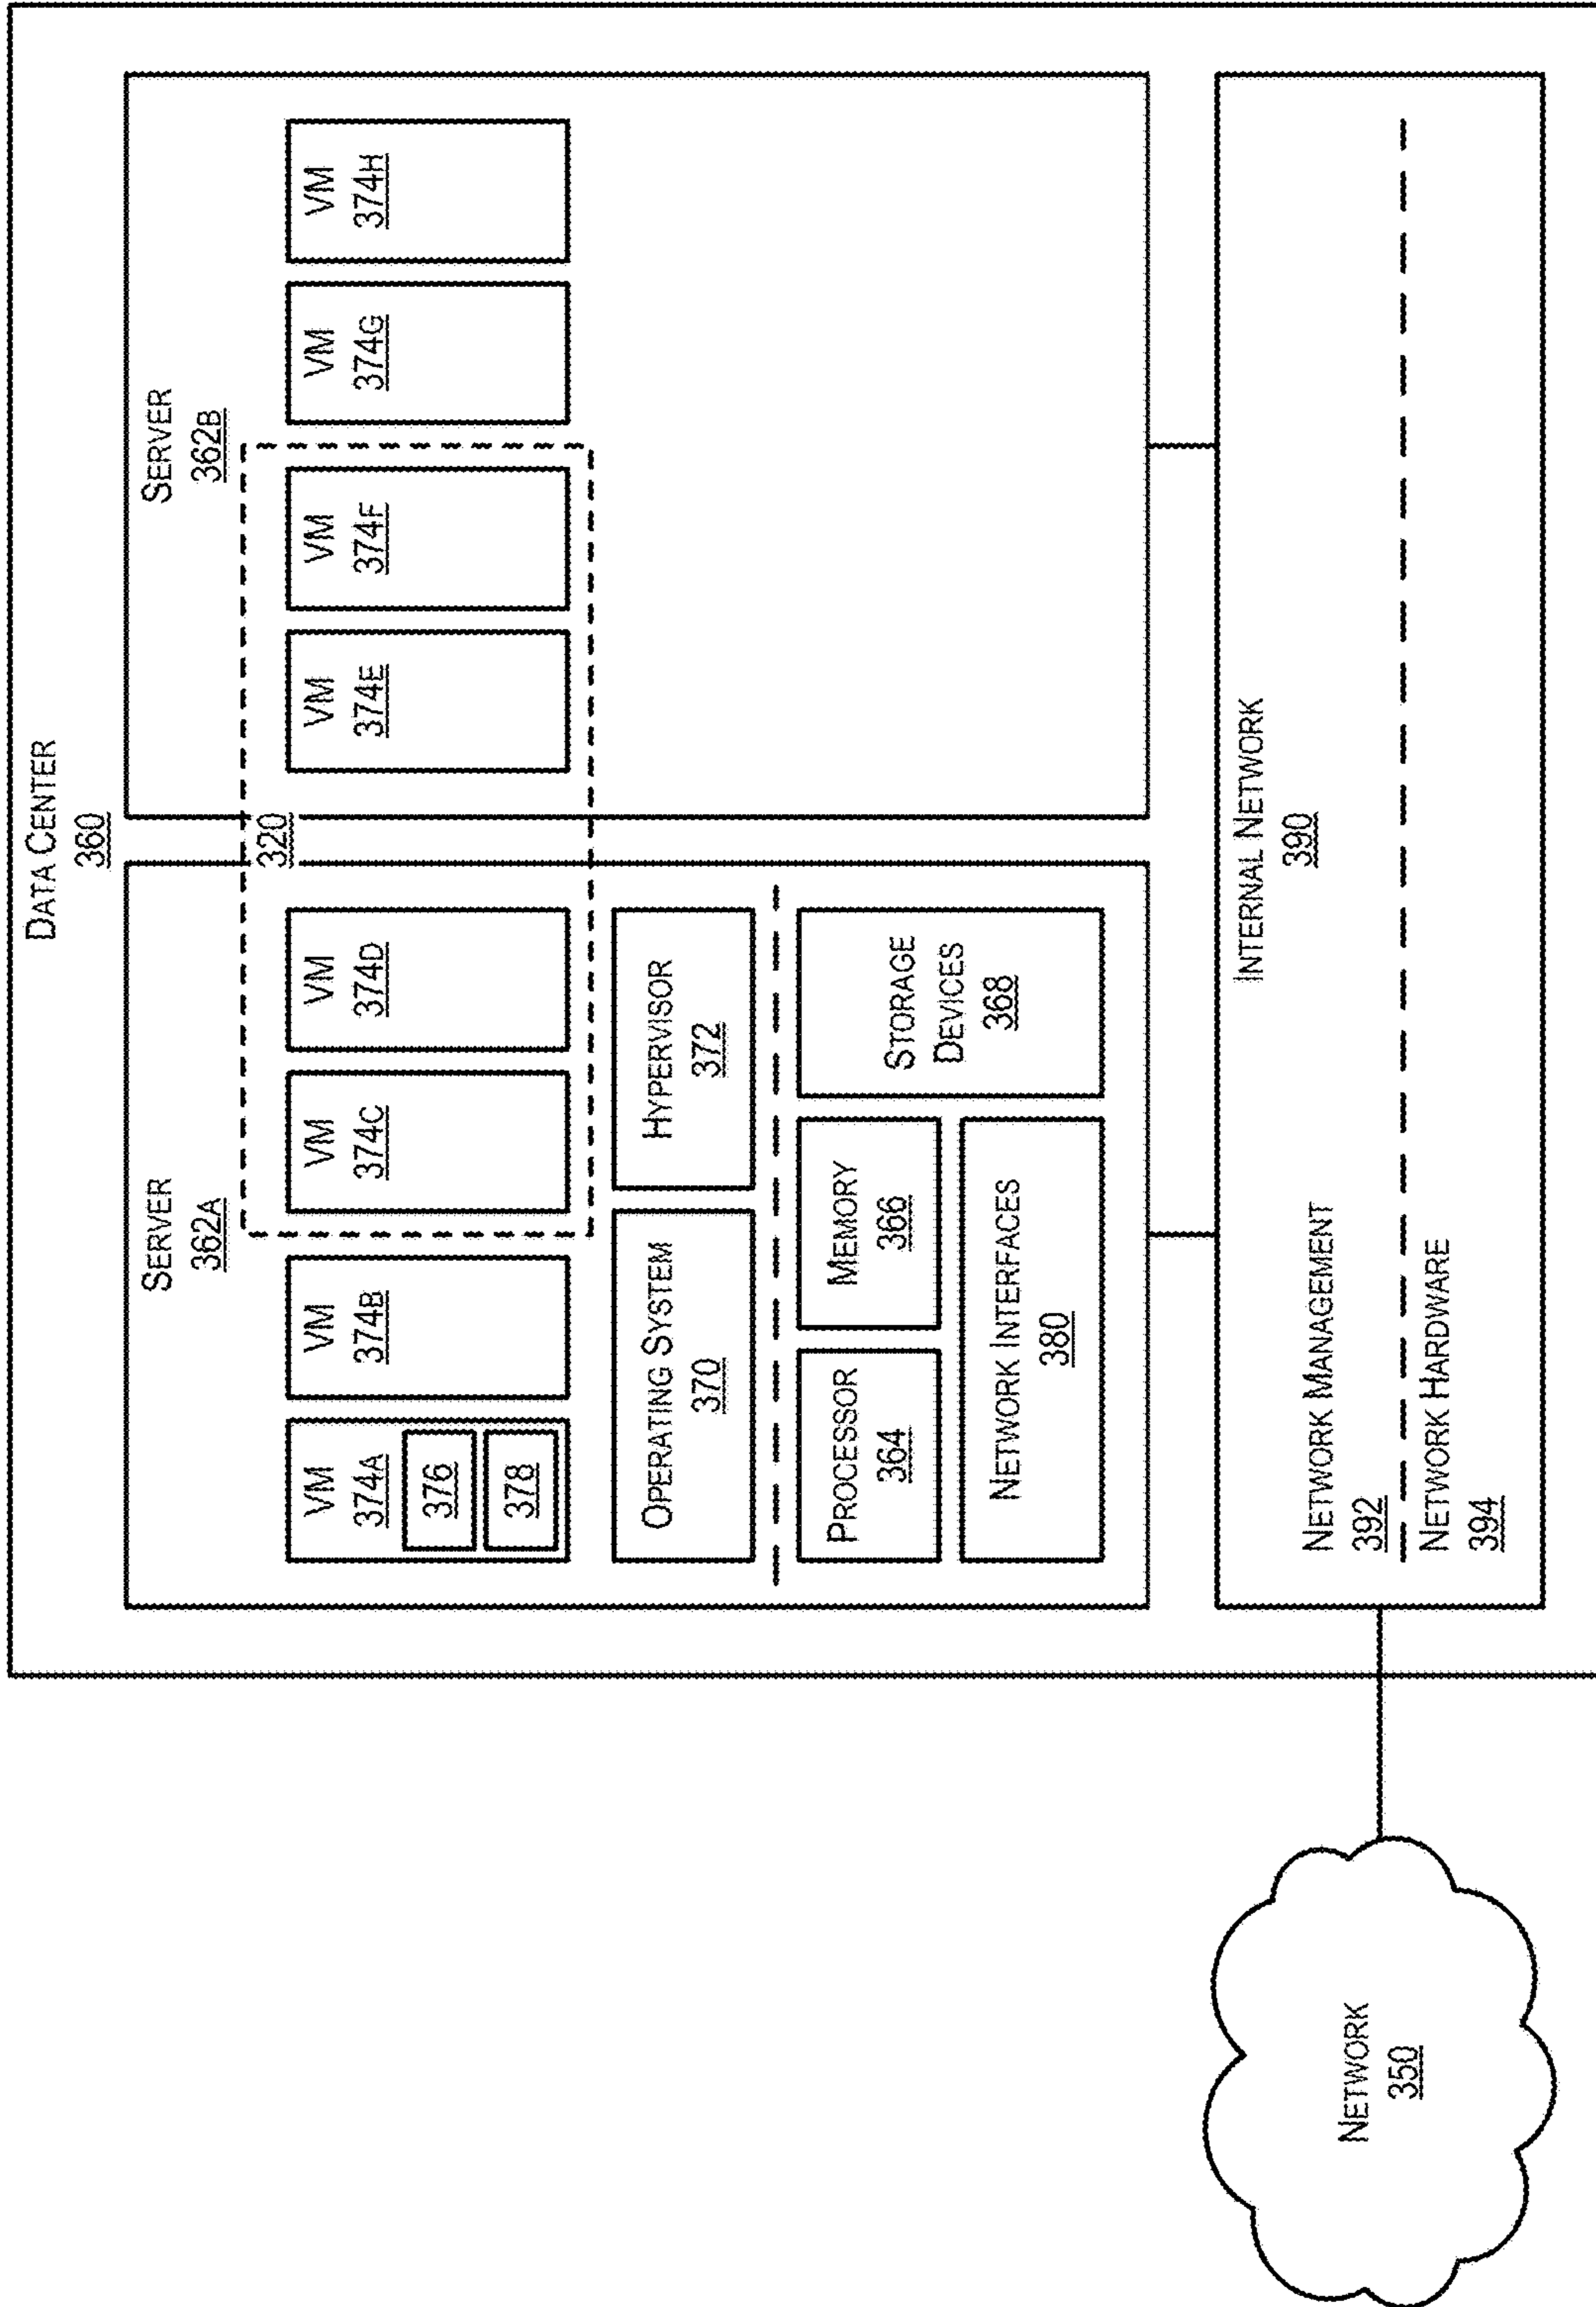 DATA CENTER
360
SERVER
362A
SERVER
362B
VM
374A
376
378
VM
374B
VM
374C
VM
374D
320
VM
374E
VM
374F
VM
374G
VM
374H
OPERATING SYSTEM
370
HYPERVISOR
372
PROCESSOR
364
MEMORY
366
STORAGE
DEVICES
368
NETWORK INTERFACES
380
INTERNAL NETWORK
390
NETWORK MANAGEMENT
392
NETWORK HARDWARE
394
NETWORK
350